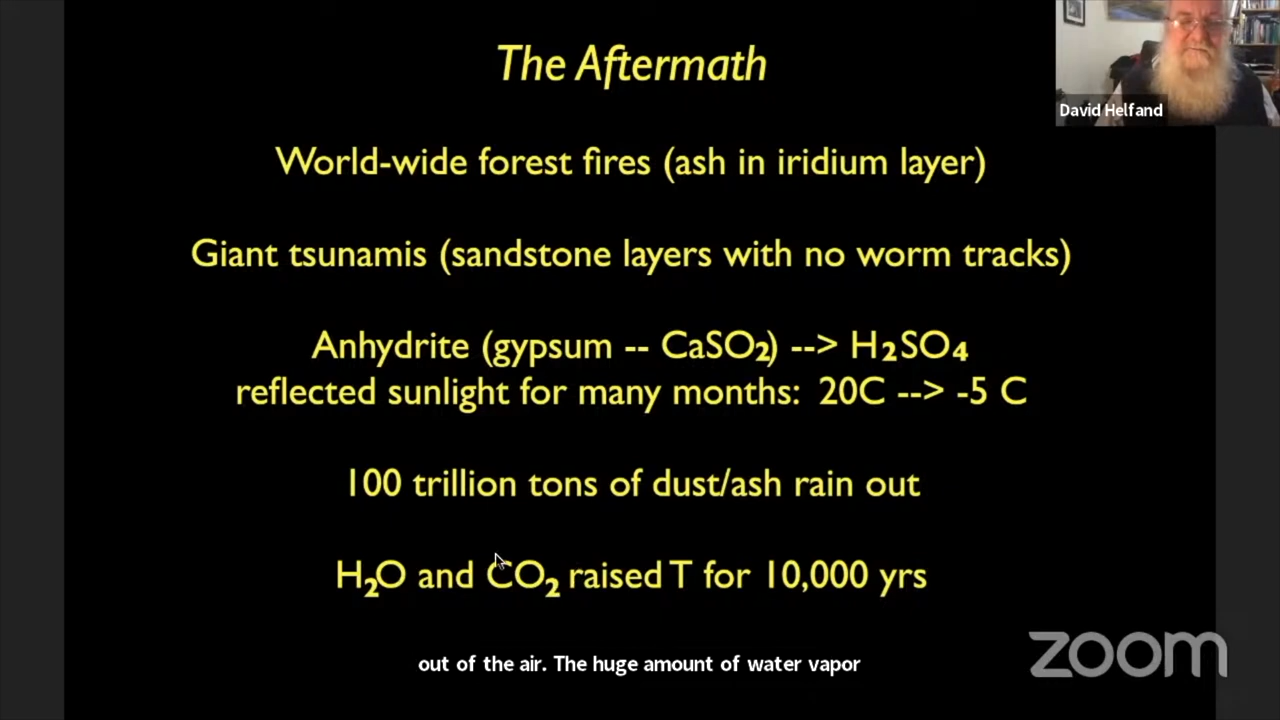 The Aftermath
David Helfand
World-wide forest fires (ash in iridium layer)
Giant tsunamis (sandstone layers with no worm tracks)
Anhydrite (gypsum -- CaSO₂) --> H₂SO₄
reflected sunlight for many months: 20C --> -5 C
100 trillion tons of dust/ash rain out
H₂O and CO₂ raised T for 10,000 yrs
zoom
out of the air. The huge amount of water vapor